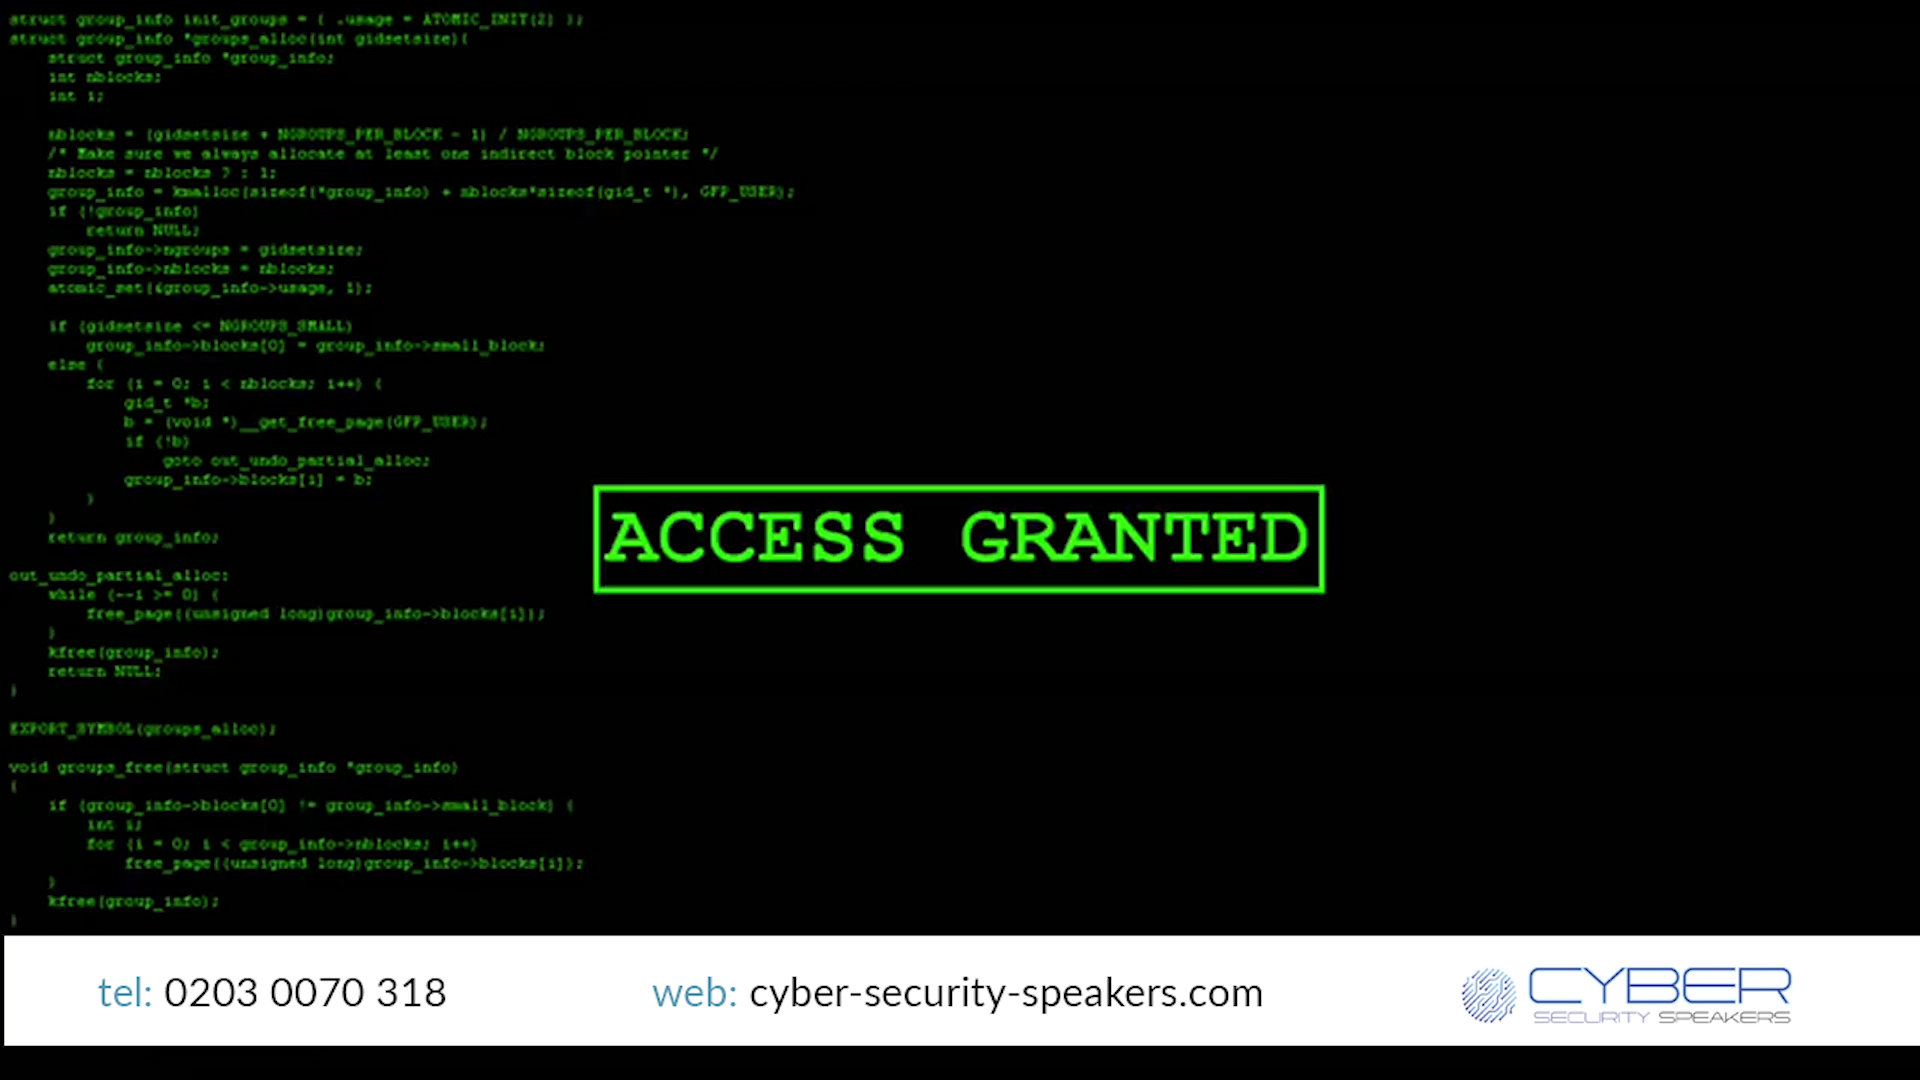 struct group_info init_groups = { .usage = ATOMIC_INIT(2) };
struct group_info *groups_alloc(int gidsetsize){
    struct group_info *group_info;
    int nblocks;
    int i;

    nblocks = (gidsetsize + NGROUPS_PER_BLOCK - 1) / NGROUPS_PER_BLOCK;
    /* Make sure we always allocate at least one indirect block pointer */
    nblocks = nblocks ? : 1;
    group_info = kmalloc(sizeof(*group_info) + nblocks*sizeof(gid_t *), GFP_USER);
    if (!group_info)
        return NULL;
    group_info->ngroups = gidsetsize;
    group_info->nblocks = nblocks;
    atomic_set(&group_info->usage, 1);

    if (gidsetsize <= NGROUPS_SMALL)
        group_info->blocks[0] = group_info->small_block;
    else {
        for (i = 0; i < nblocks; i++) {
            gid_t *b;
            b = (void *)__get_free_page(GFP_USER);
            if (!b)
                goto out_undo_partial_alloc;
            group_info->blocks[i] = b;
        }
    }
    return group_info;

out_undo_partial_alloc:
    while (--i >= 0) {
        free_page((unsigned long)group_info->blocks[i]);
    }
    kfree(group_info);
    return NULL;
}

EXPORT_SYMBOL(groups_alloc);

void groups_free(struct group_info *group_info)
{
    if (group_info->blocks[0] != group_info->small_block) {
        int i;
        for (i = 0; i < group_info->nblocks; i++)
            free_page((unsigned long)group_info->blocks[i]);
    }
    kfree(group_info);
}
ACCESS GRANTED
tel: 0203 0070 318
web: cyber-security-speakers.com
CYBER
SECURITY SPEAKERS